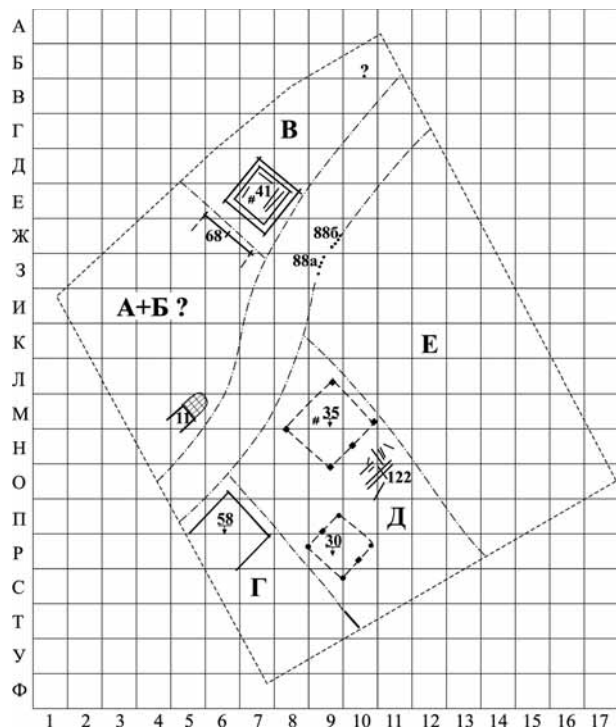 А
Б
В
Г
Д
Е
Ж
З
И
К
Л
М
Н
О
П
Р
С
Т
У
Ф
?
В
# 41
68
88б
88а
А+Б ?
Е
# 35
11
122
58
Д
30
Г
1 2 3 4 5 6 7 8 9 10 11 12 13 14 15 16 17